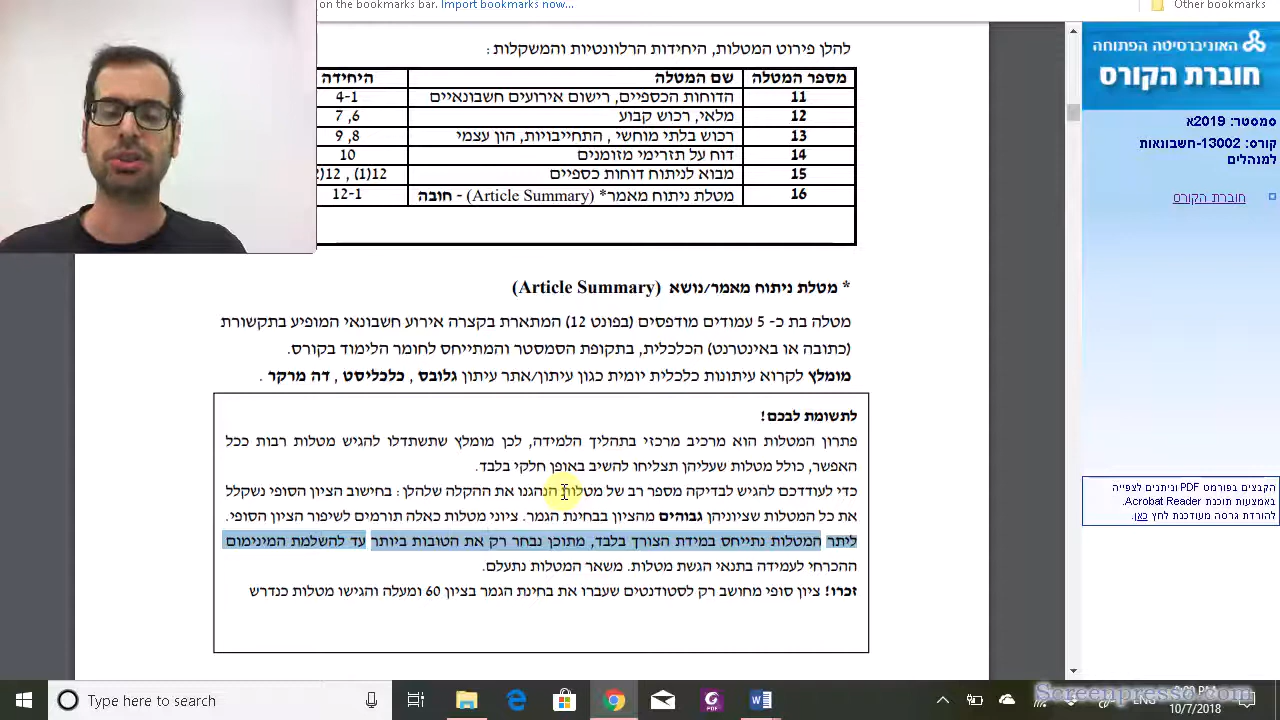 on the bookmarks bar. Import bookmarks now...
Other bookmarks
להלן פירוט המטלות, היחידות הרלוונטיות והמשקלות :
מספר המטלה שם המטלה היחידה
11 הדוחות הכספיים, רישום אירועים חשבונאיים 4-1
12 מלאי, רכוש קבוע 6, 7
13 רכוש בלתי מוחשי , התחייבויות, הון עצמי 8, 9
14 דוח על תזרימי מזומנים 10
15 מבוא לניתוח דוחות כספיים 12(1) , 12(2
16 מטלת ניתוח מאמר* (Article Summary) - חובה 12-1
* מטלת ניתוח מאמר/נושא (Article Summary)
מטלה בת כ- 5 עמודים מודפסים (בפונט 12) המתארת בקצרה אירוע חשבונאי המופיע בתקשורת
(כתובה או באינטרנט) הכלכלית, בתקופת הסמסטר והמתייחס לחומר הלימוד בקורס.
מומלץ לקרוא עיתונות כלכלית יומית כגון עיתון/אתר עיתון גלובס , כלכליסט , דה מרקר .
לתשומת לבכם!
פתרון המטלות הוא מרכיב מרכזי בתהליך הלמידה, לכן מומלץ שתשתדלו להגיש מטלות רבות ככל
האפשר, כולל מטלות שעליהן תצליחו להשיב באופן חלקי בלבד.
כדי לעודדכם להגיש לבדיקה מספר רב של מטלות הנהגנו את ההקלה שלהלן : בחישוב הציון הסופי נשקלל
את כל המטלות שציוניהן גבוהים מהציון בבחינת הגמר. ציוני מטלות כאלה תורמים לשיפור הציון הסופי.
ליתר המטלות נתייחס במידת הצורך בלבד, מתוכן נבחר רק את הטובות ביותר עד להשלמת המינימום
ההכרחי לעמידה בתנאי הגשת מטלות. משאר המטלות נתעלם.
זכרו! ציון סופי מחושב רק לסטודנטים שעברו את בחינת הגמר בציון 60 ומעלה והגישו מטלות כנדרש
האוניברסיטה הפתוחה
חוברת הקורס
סמסטר: 2019א
קורס: 13002-חשבונאות
למנהלים
חוברת הקורס
הקבצים בפורמט PDF וניתנים לצפייה
באמצעות תוכנת Acrobat Reader.
להורדת גרסה מעודכנת לחץ כאן.
Type here to search
ENG
10/7/2018
Screenpresso.com